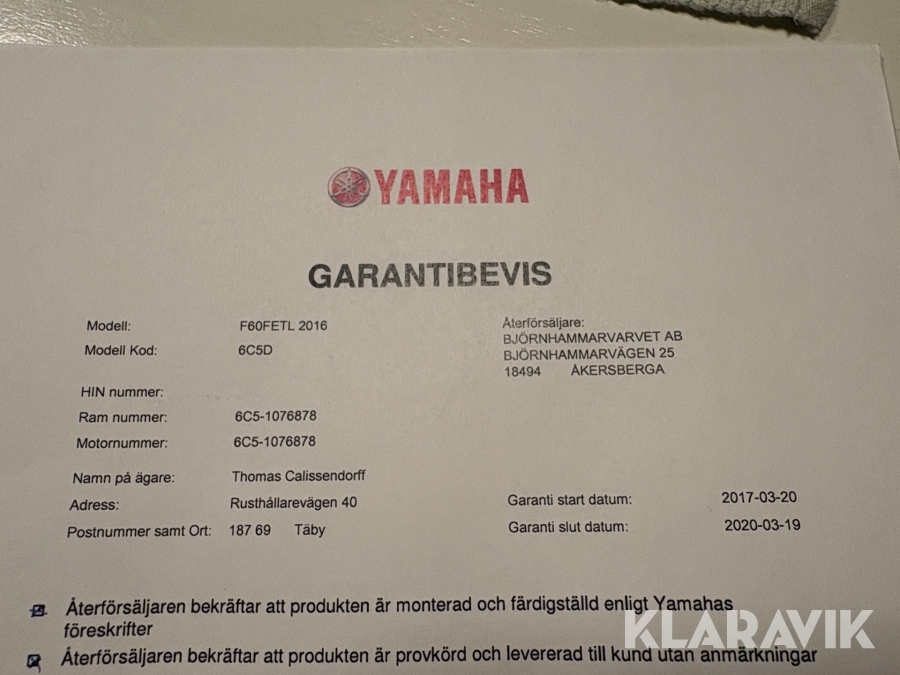 YAMAHA
GARANTIBEVIS
Modell: F60FETL 2016
Modell Kod: 6C5D
Återförsäljare:
BJÖRNHAMMARVARVET AB
BJÖRNHAMMARVÄGEN 25
18494 ÅKERSBERGA
HIN nummer:
Ram nummer: 6C5-1076878
Motornummer: 6C5-1076878
Namn på ägare: Thomas Calissendorff
Adress: Rusthållarevägen 40
Postnummer samt Ort: 187 69 Täby
Garanti start datum: 2017-03-20
Garanti slut datum: 2020-03-19
Återförsäljaren bekräftar att produkten är monterad och färdigställd enligt Yamahas
föreskrifter
Återförsäljaren bekräftar att produkten är provkörd och levererad till kund utan anmärkningar
KLARAVIK